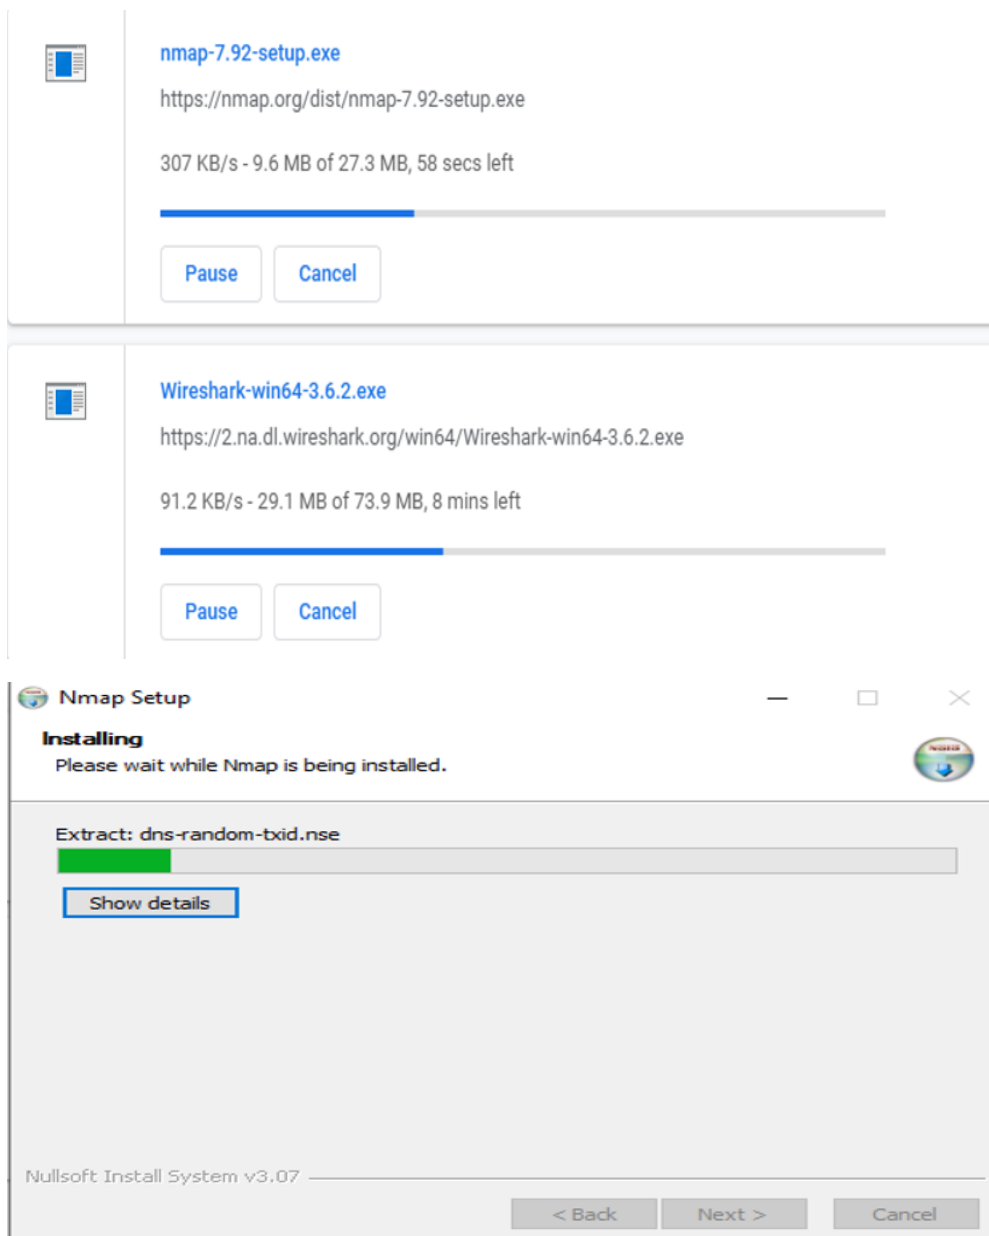 nmap-7.92-setup.exe
https://nmap.org/dist/nmap-7.92-setup.exe
307 KB/s - 9.6 MB of 27.3 MB, 58 secs left
Pause Cancel
Wireshark-win64-3.6.2.exe
https://2.na.dl.wireshark.org/win64/Wireshark-win64-3.6.2.exe
91.2 KB/s - 29.1 MB of 73.9 MB, 8 mins left
Pause Cancel
Nmap Setup
Installing
Please wait while Nmap is being installed.
Extract: dns-random-txid.nse
Show details
Nullsoft Install System v3.07
< Back Next > Cancel